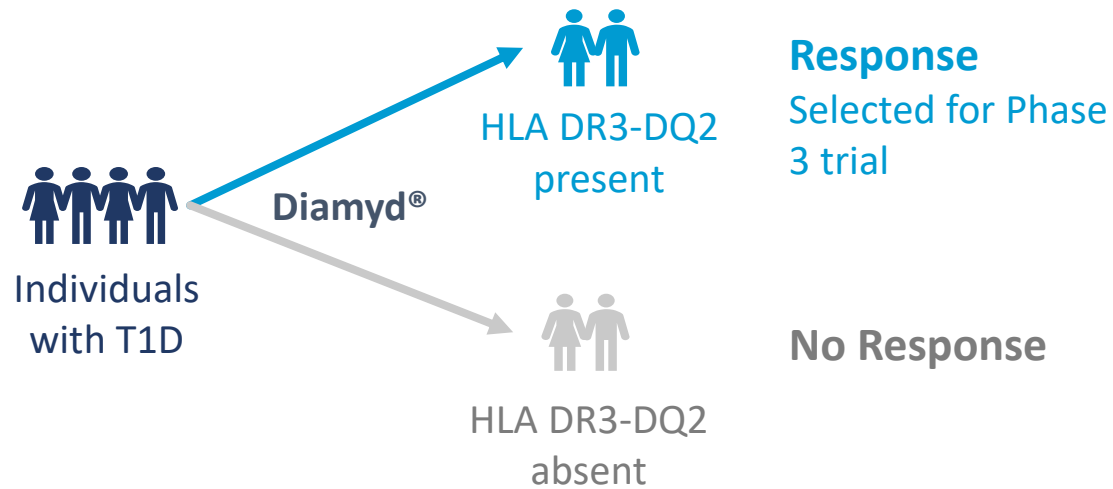 Individuals
with T1D
Diamyd®
HLA DR3-DQ2
present
Response
Selected for Phase
3 trial
HLA DR3-DQ2
absent
No Response